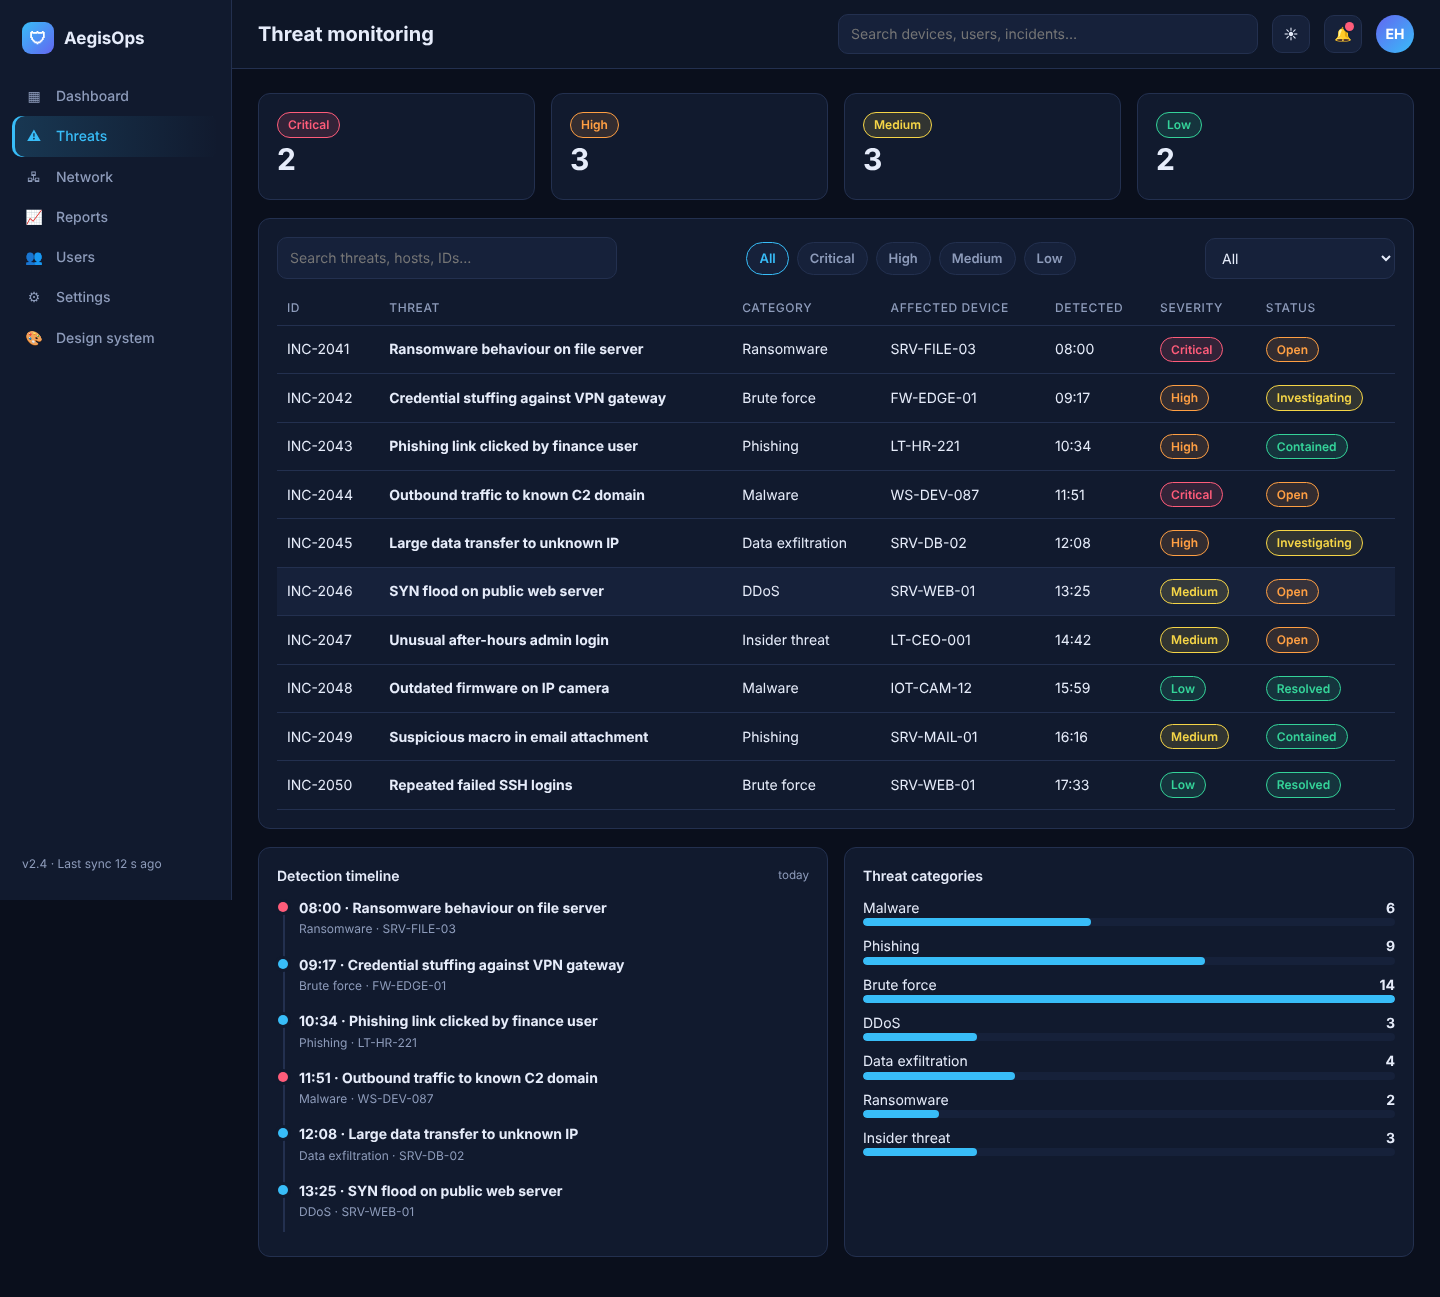 AegisOps
Dashboard
Threats
Network
Reports
Users
Settings
Design system
v2.4 · Last sync 12 s ago
Threat monitoring
Search devices, users, incidents...
EH
Critical
2
High
3
Medium
3
Low
2
Search threats, hosts, IDs...
All Critical High Medium Low
All
ID THREAT CATEGORY AFFECTED DEVICE DETECTED SEVERITY STATUS
INC-2041 Ransomware behaviour on file server Ransomware SRV-FILE-03 08:00 Critical Open
INC-2042 Credential stuffing against VPN gateway Brute force FW-EDGE-01 09:17 High Investigating
INC-2043 Phishing link clicked by finance user Phishing LT-HR-221 10:34 High Contained
INC-2044 Outbound traffic to known C2 domain Malware WS-DEV-087 11:51 Critical Open
INC-2045 Large data transfer to unknown IP Data exfiltration SRV-DB-02 12:08 High Investigating
INC-2046 SYN flood on public web server DDoS SRV-WEB-01 13:25 Medium Open
INC-2047 Unusual after-hours admin login Insider threat LT-CEO-001 14:42 Medium Open
INC-2048 Outdated firmware on IP camera Malware IOT-CAM-12 15:59 Low Resolved
INC-2049 Suspicious macro in email attachment Phishing SRV-MAIL-01 16:16 Medium Contained
INC-2050 Repeated failed SSH logins Brute force SRV-WEB-01 17:33 Low Resolved
Detection timeline today
08:00 · Ransomware behaviour on file server
Ransomware · SRV-FILE-03
09:17 · Credential stuffing against VPN gateway
Brute force · FW-EDGE-01
10:34 · Phishing link clicked by finance user
Phishing · LT-HR-221
11:51 · Outbound traffic to known C2 domain
Malware · WS-DEV-087
12:08 · Large data transfer to unknown IP
Data exfiltration · SRV-DB-02
13:25 · SYN flood on public web server
DDoS · SRV-WEB-01
Threat categories
Malware 6
Phishing 9
Brute force 14
DDoS 3
Data exfiltration 4
Ransomware 2
Insider threat 3